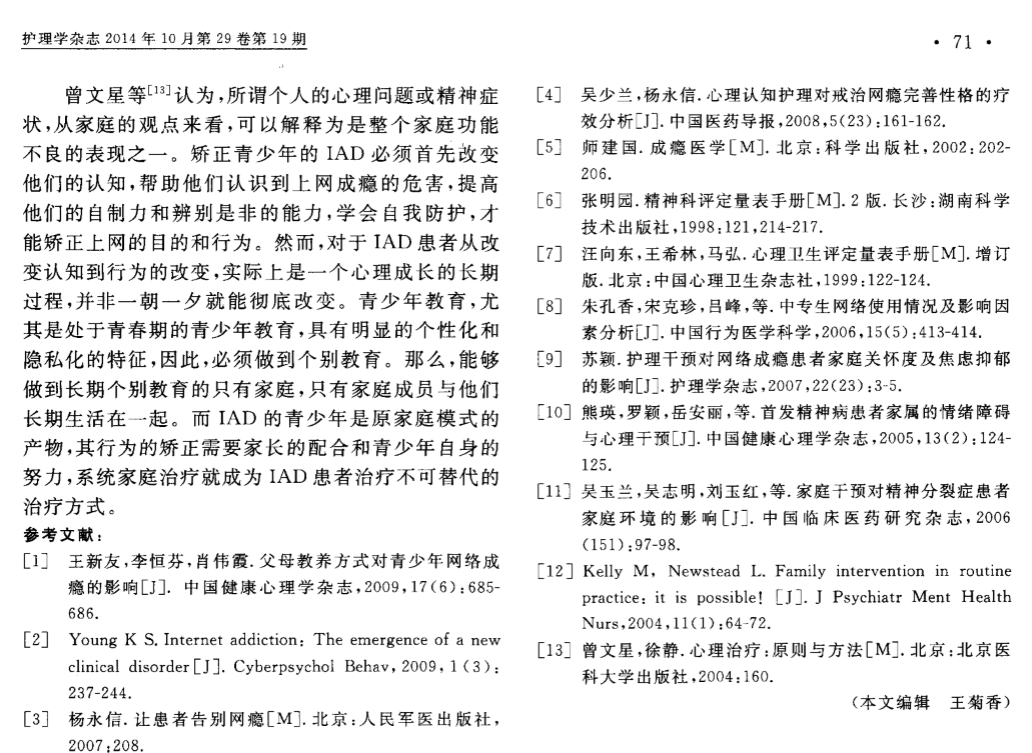 护理学杂志 2014 年 10 月第 29 卷第 19 期
· 71 ·
曾文星等[13]认为,所谓个人的心理问题或精神症
状,从家庭的观点来看,可以解释为是整个家庭功能
不良的表现之一。矫正青少年的 IAD 必须首先改变
他们的认知,帮助他们认识到上网成瘾的危害,提高
他们的自制力和辨别是非的能力,学会自我防护,才
能矫正上网的目的和行为。然而,对于 IAD 患者从改
变认知到行为的改变,实际上是一个心理成长的长期
过程,并非一朝一夕就能彻底改变。青少年教育,尤
其是处于青春期的青少年教育,具有明显的个性化和
隐私化的特征,因此,必须做到个别教育。那么,能够
做到长期个别教育的只有家庭,只有家庭成员与他们
长期生活在一起。而 IAD 的青少年是原家庭模式的
产物,其行为的矫正需要家长的配合和青少年自身的
努力,系统家庭治疗就成为 IAD 患者治疗不可替代的
治疗方式。
参考文献:
[1] 王新友,李恒芬,肖伟霞.父母教养方式对青少年网络成
瘾的影响[J]. 中国健康心理学杂志,2009,17(6):685-
686.
[2] Young K S. Internet addiction: The emergence of a new
clinical disorder[J]. Cyberpsychol Behav,2009,1(3):
237-244.
[3] 杨永信.让患者告别网瘾[M].北京:人民军医出版社,
2007:208.
[4] 吴少兰,杨永信.心理认知护理对戒治网瘾完善性格的疗
效分析[J].中国医药导报,2008,5(23):161-162.
[5] 师建国.成瘾医学[M].北京:科学出版社,2002:202-
206.
[6] 张明园.精神科评定量表手册[M].2 版.长沙:湖南科学
技术出版社,1998:121,214-217.
[7] 汪向东,王希林,马弘.心理卫生评定量表手册[M].增订
版.北京:中国心理卫生杂志社,1999:122-124.
[8] 朱孔香,宋克珍,吕峰,等.中专生网络使用情况及影响因
素分析[J].中国行为医学科学,2006,15(5):413-414.
[9] 苏颖.护理干预对网络成瘾患者家庭关怀度及焦虑抑郁
的影响[J].护理学杂志,2007,22(23):3-5.
[10] 熊瑛,罗颖,岳安丽,等.首发精神病患者家属的情绪障碍
与心理干预[J].中国健康心理学杂志,2005,13(2):124-
125.
[11] 吴玉兰,吴志明,刘玉红,等.家庭干预对精神分裂症患者
家庭环境的影响[J].中国临床医药研究杂志,2006
(151):97-98.
[12] Kelly M, Newstead L. Family intervention in routine
practice: it is possible! [J]. J Psychiatr Ment Health
Nurs,2004,11(1):64-72.
[13] 曾文星,徐静.心理治疗:原则与方法[M].北京:北京医
科大学出版社,2004:160.
(本文编辑 王菊香)